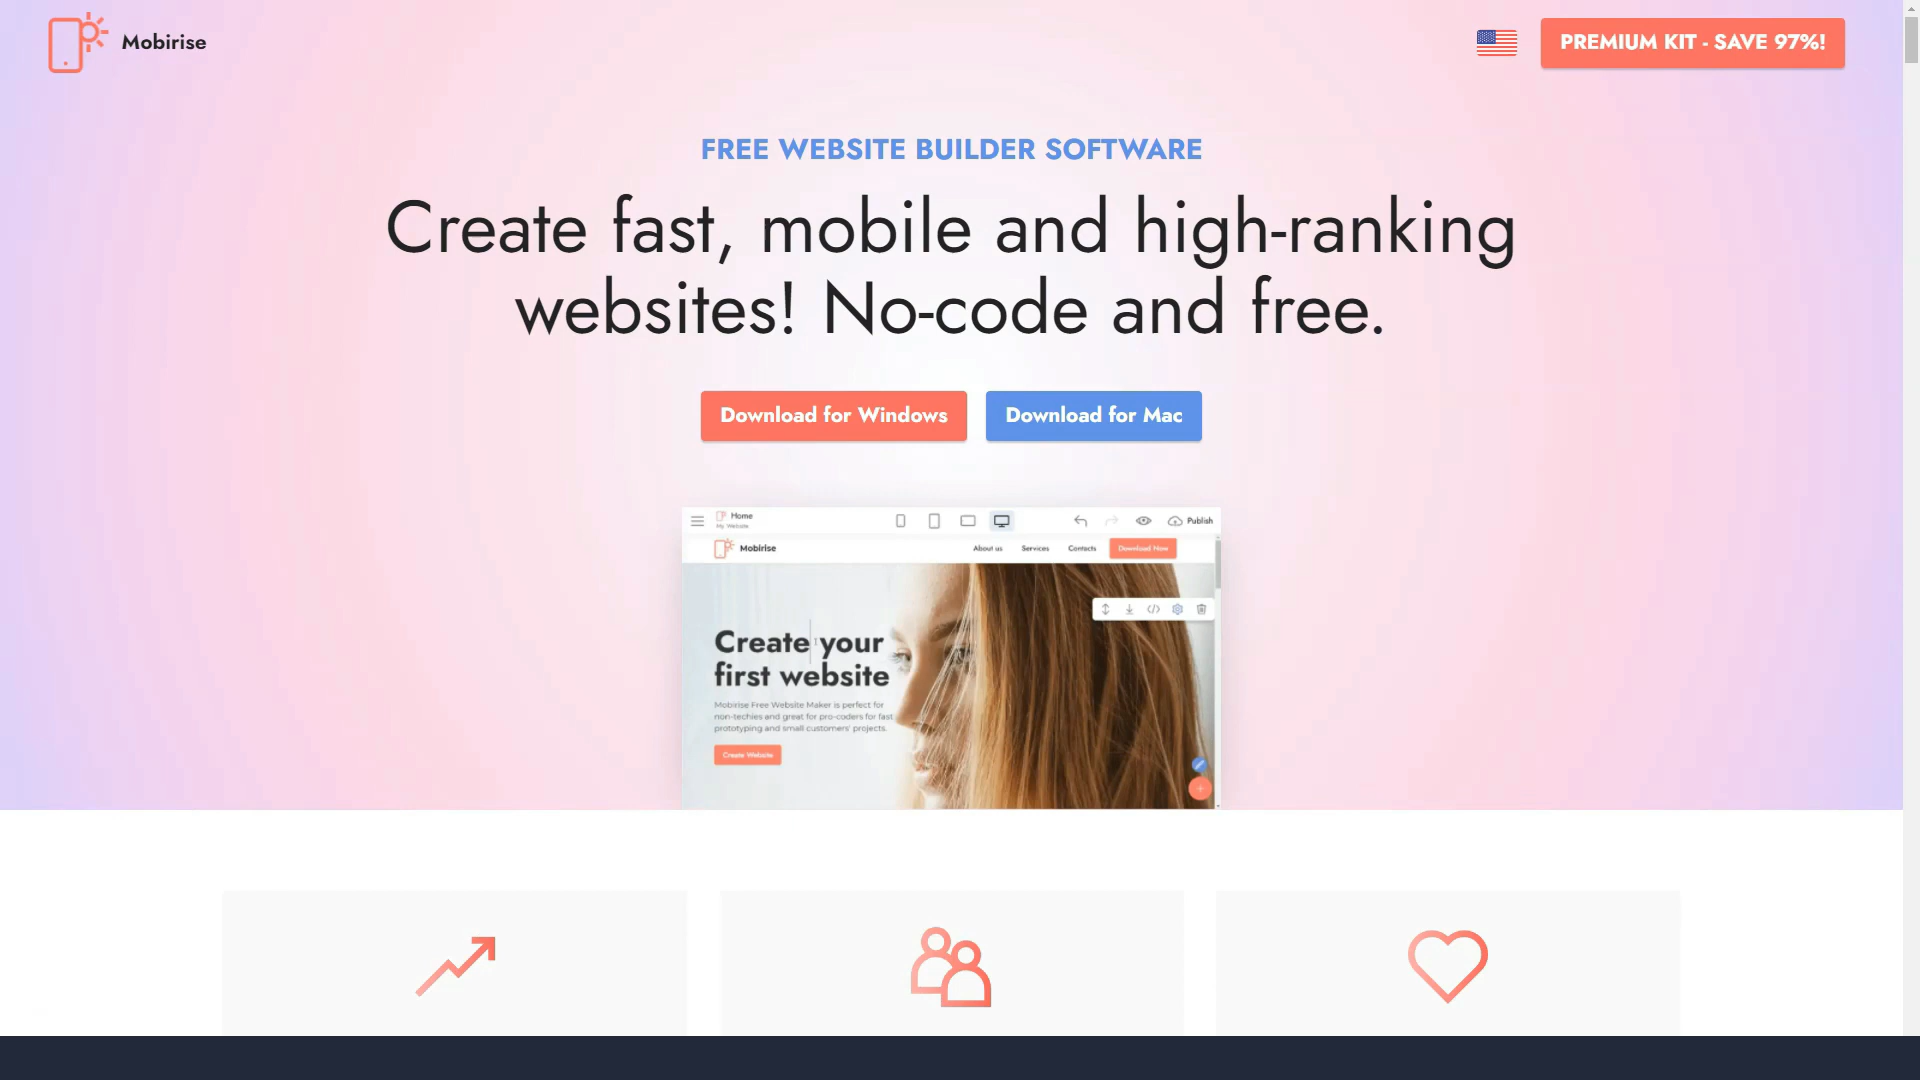 Mobirise
PREMIUM KIT - SAVE 97%!
FREE WEBSITE BUILDER SOFTWARE
Create fast, mobile and high-ranking
websites! No-code and free.
Download for Windows
Download for Mac
Home
My Website
Publish
Mobirise
About us
Services
Contacts
Download Now
Create your
first website
Mobirise Free Website Maker is perfect for
non-techies and great for pro-coders for fast
prototyping and small customers' projects.
Create Website